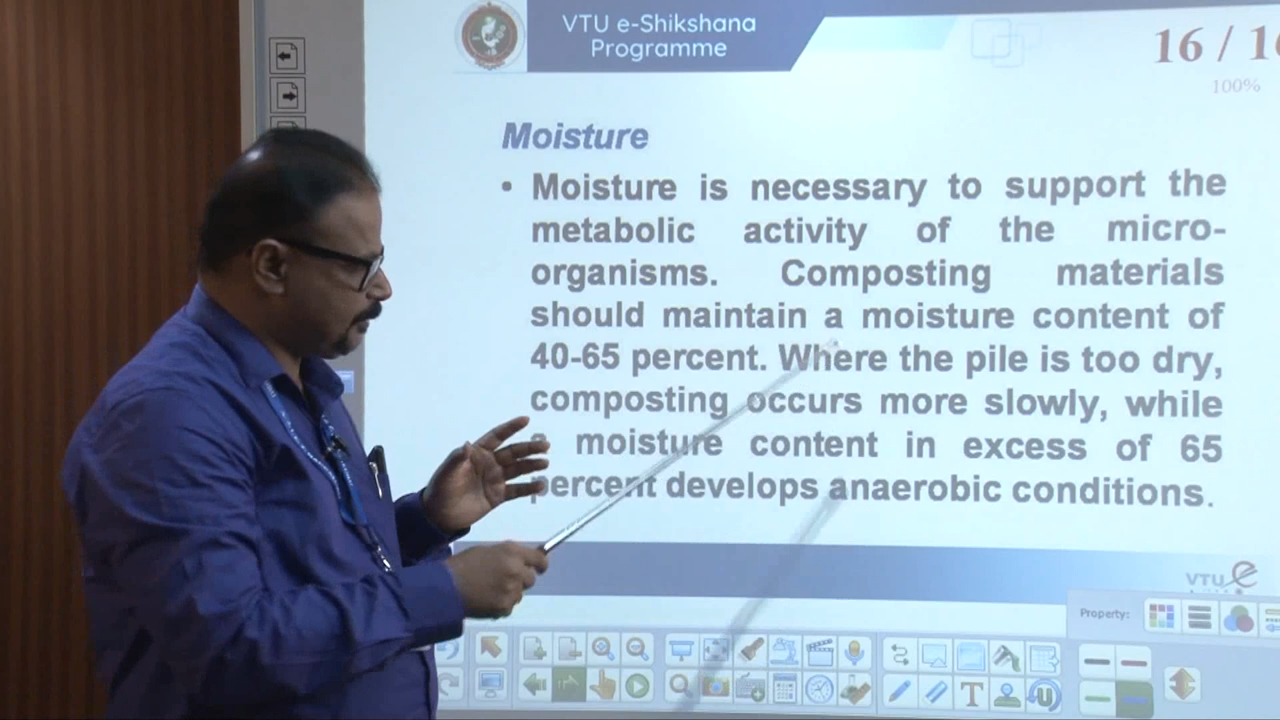 VTU e-Shikshana
Programme
16 / 16
100%
Moisture
• Moisture is necessary to support the
metabolic activity of the micro-
organisms. Composting materials
should maintain a moisture content of
40-65 percent. Where the pile is too dry,
composting occurs more slowly, while
a moisture content in excess of 65
percent develops anaerobic conditions.
VTU e
Property: